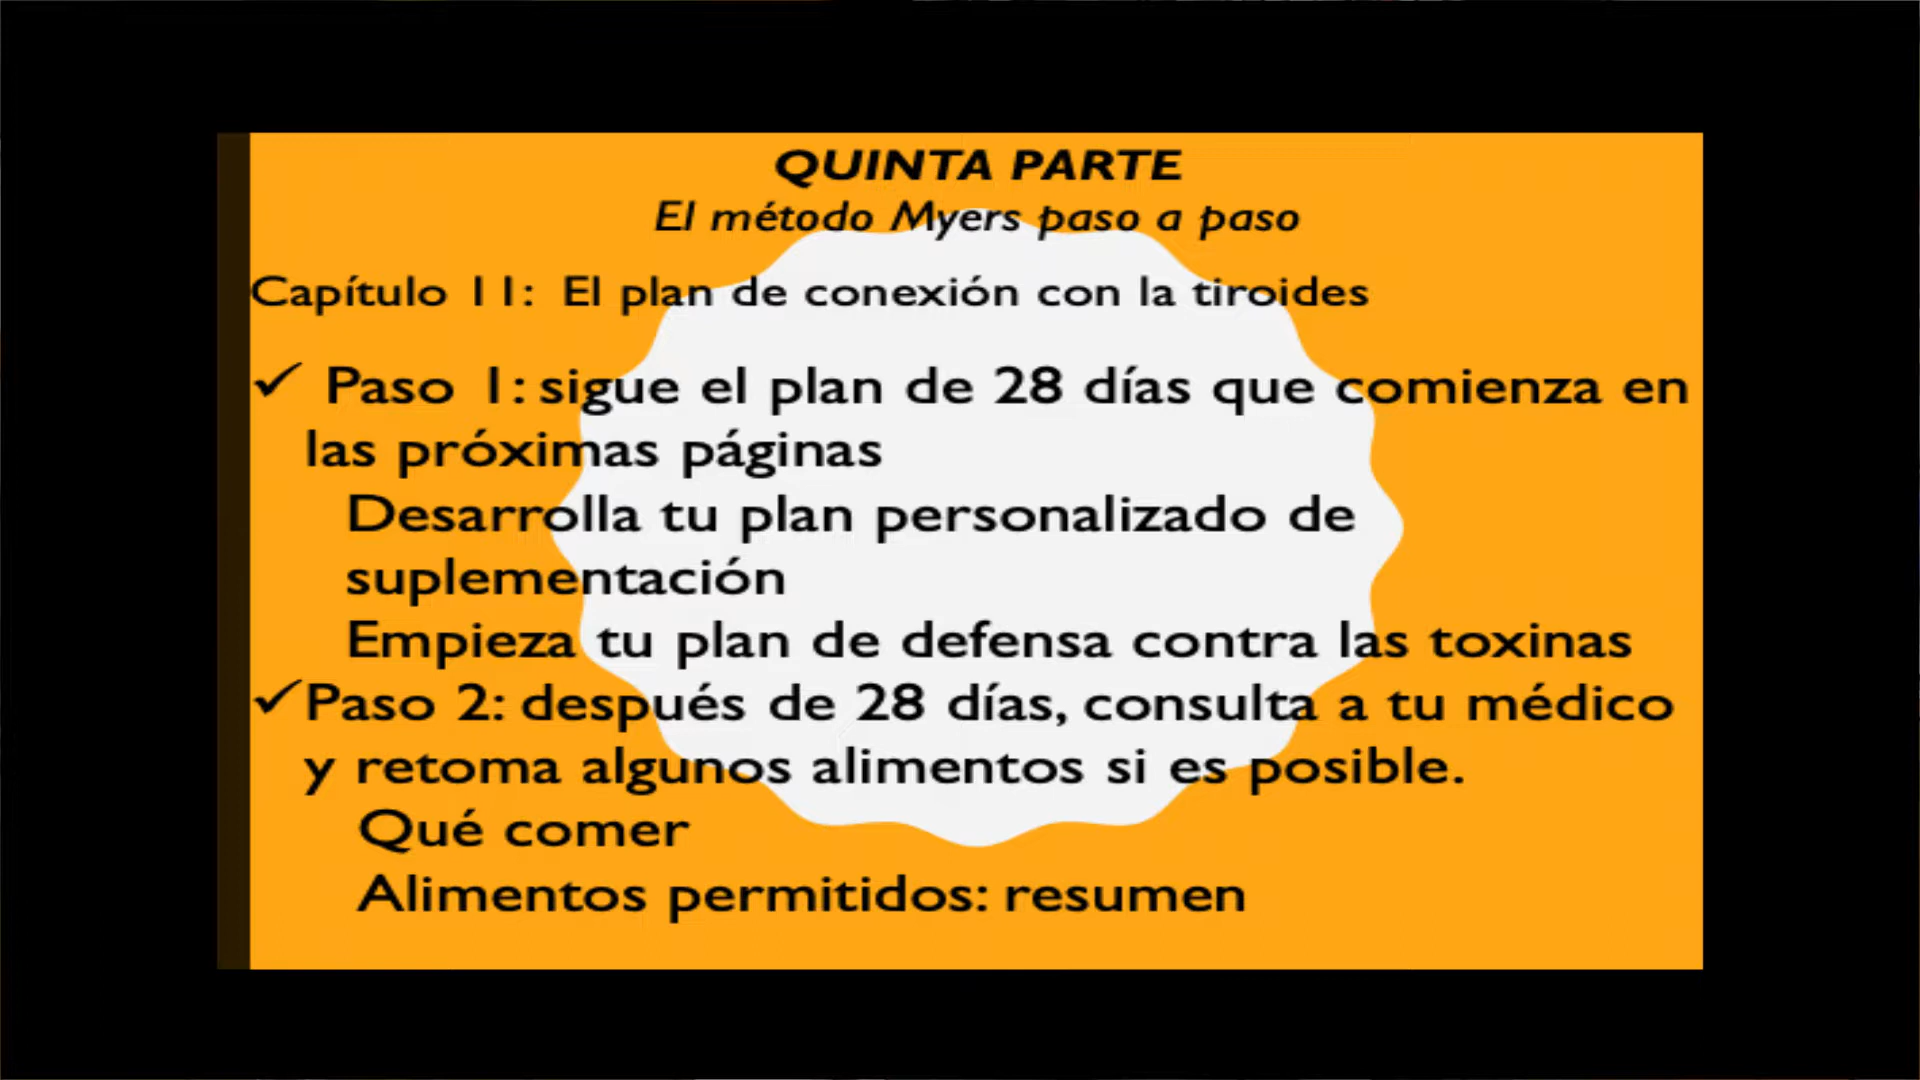 QUINTA PARTE
El método Myers paso a paso
Capítulo 11: El plan de conexión con la tiroides
✓ Paso 1: sigue el plan de 28 días que comienza en
las próximas páginas
Desarrolla tu plan personalizado de
suplementación
Empieza tu plan de defensa contra las toxinas
✓Paso 2: después de 28 días, consulta a tu médico
y retoma algunos alimentos si es posible.
Qué comer
Alimentos permitidos: resumen